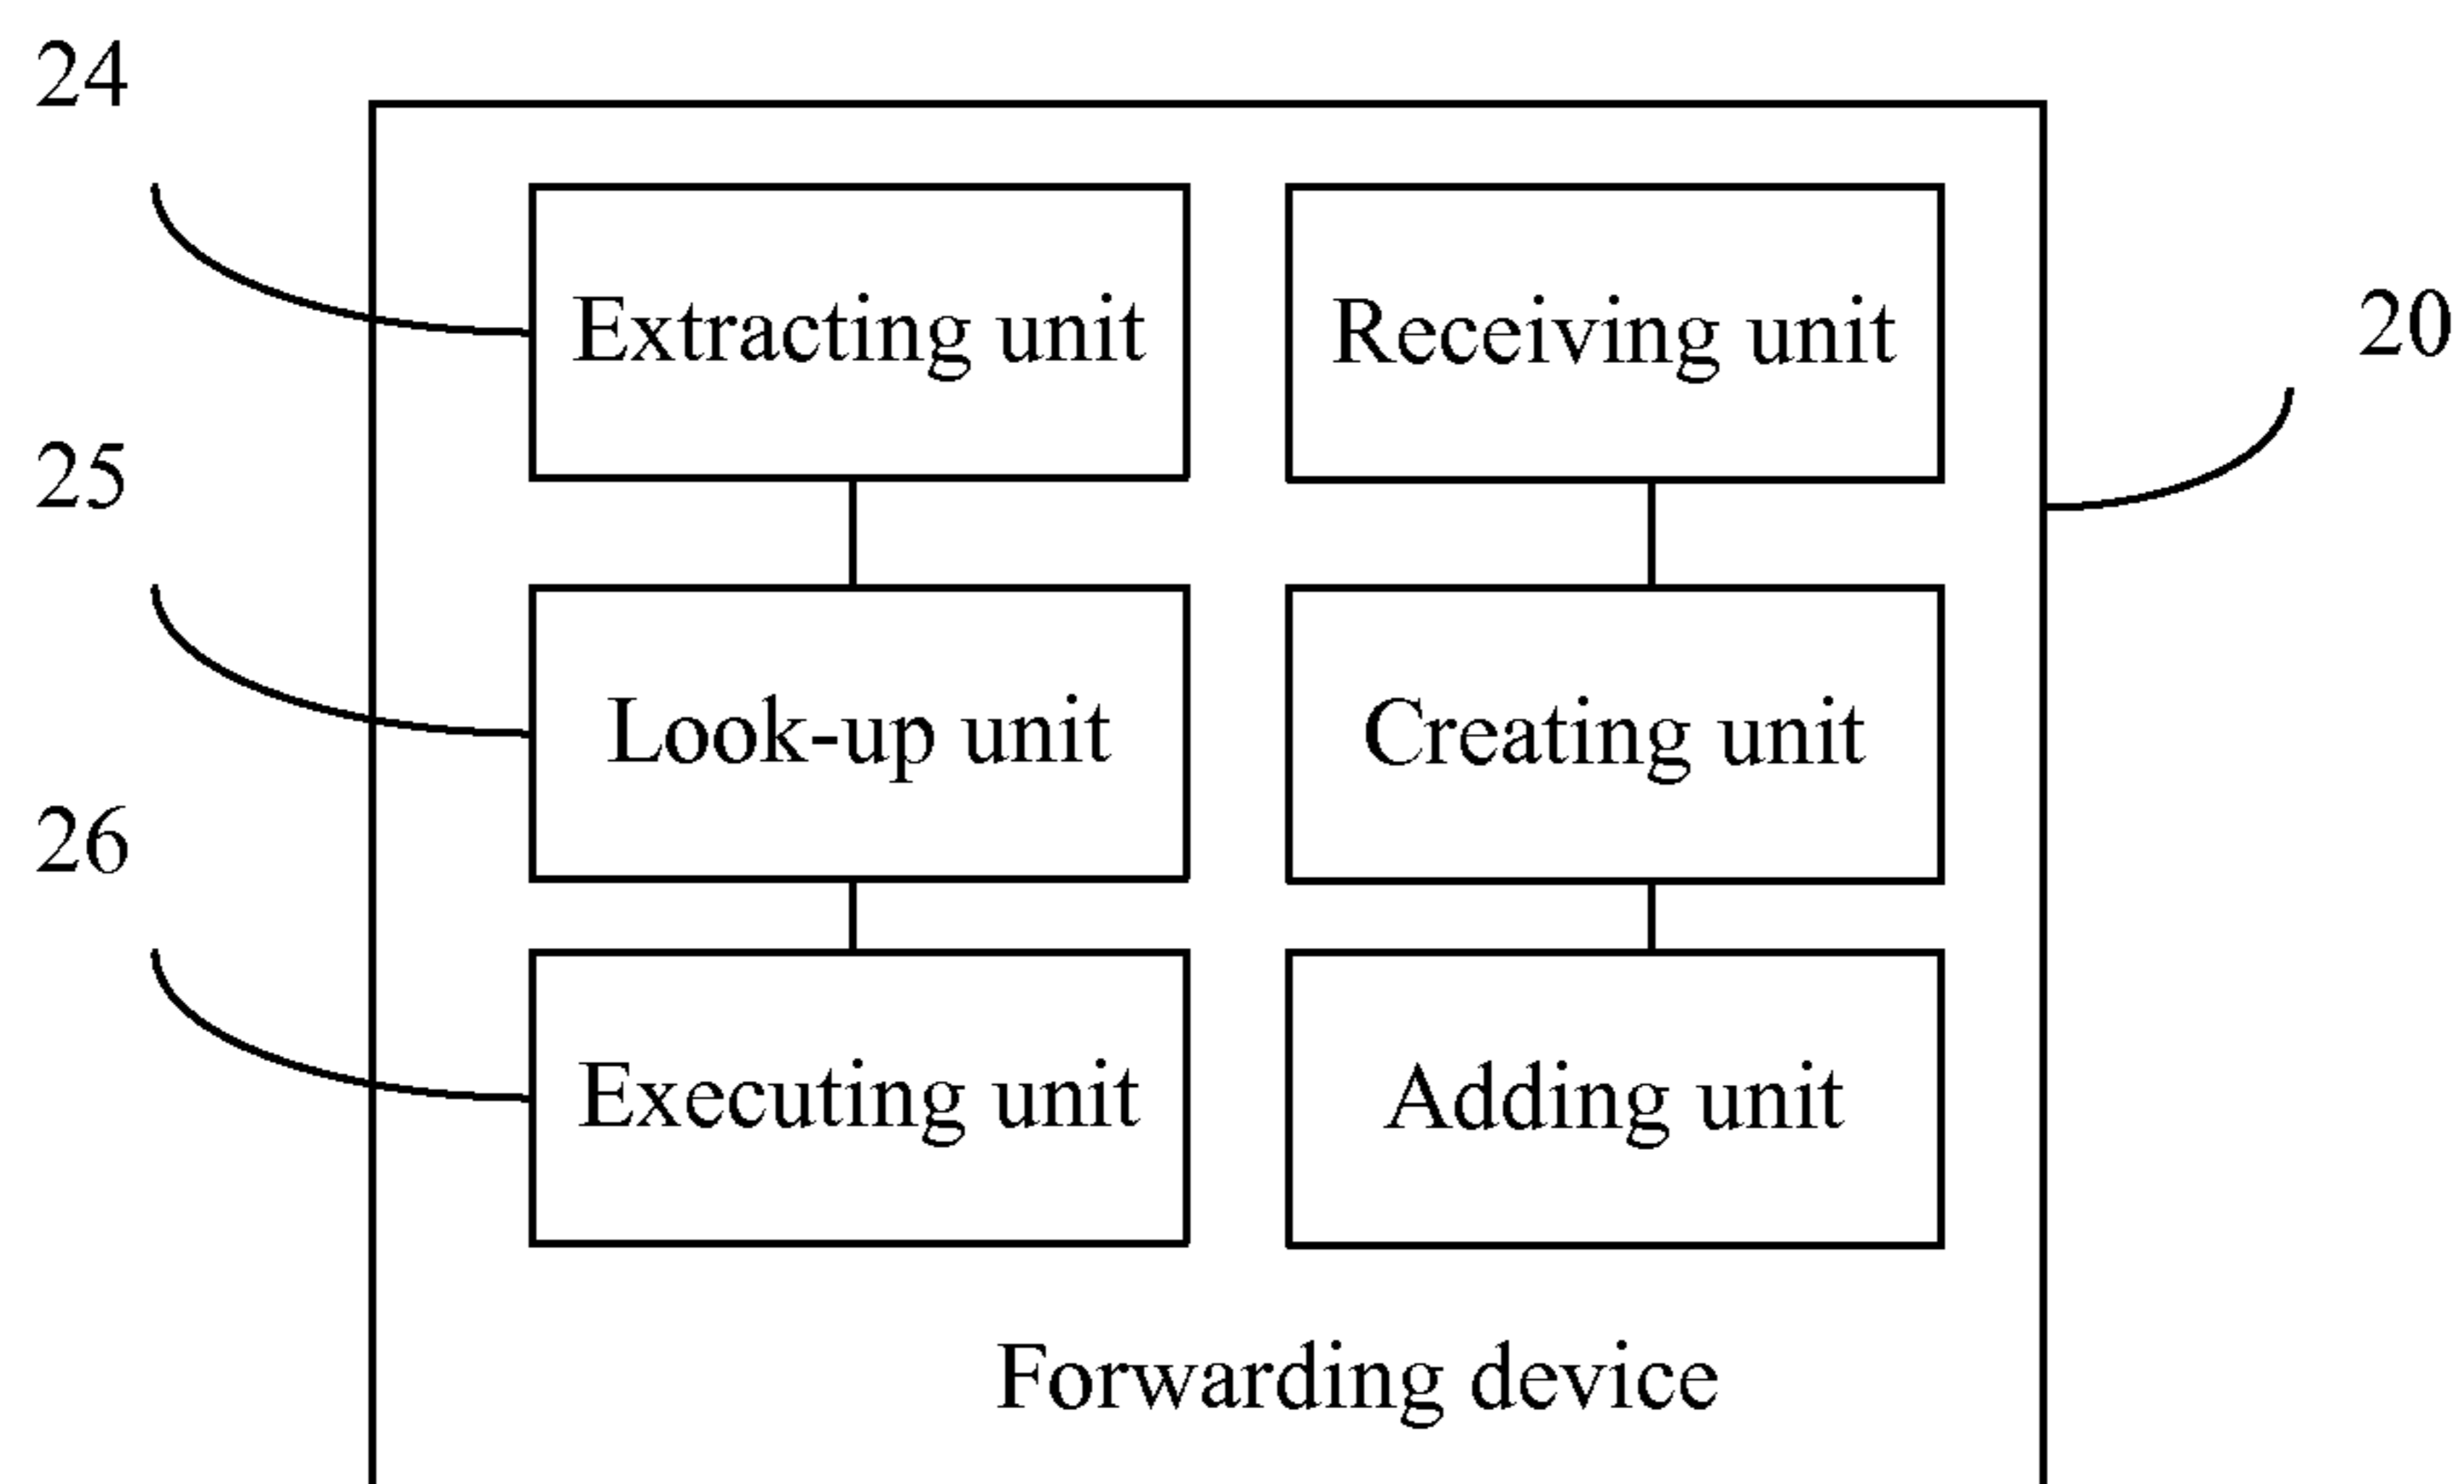 24
Extracting unit
Receiving unit
20
25
Look-up unit
Creating unit
26
Executing unit
Adding unit
Forwarding device